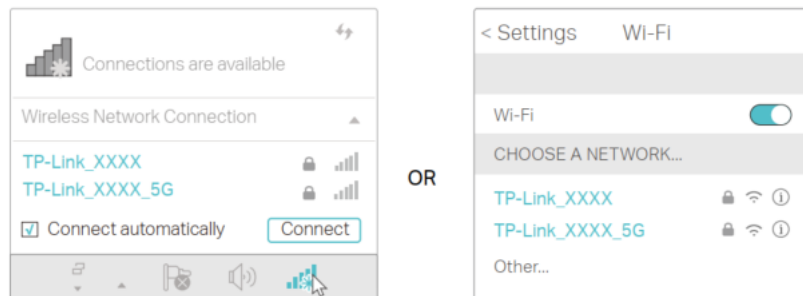 Connections are available
Wireless Network Connection
TP-Link_XXXX
TP-Link_XXXX_5G
Connect automatically
Connect
OR
< Settings Wi-Fi
Wi-Fi
CHOOSE A NETWORK...
TP-Link_XXXX
TP-Link_XXXX_5G
Other...